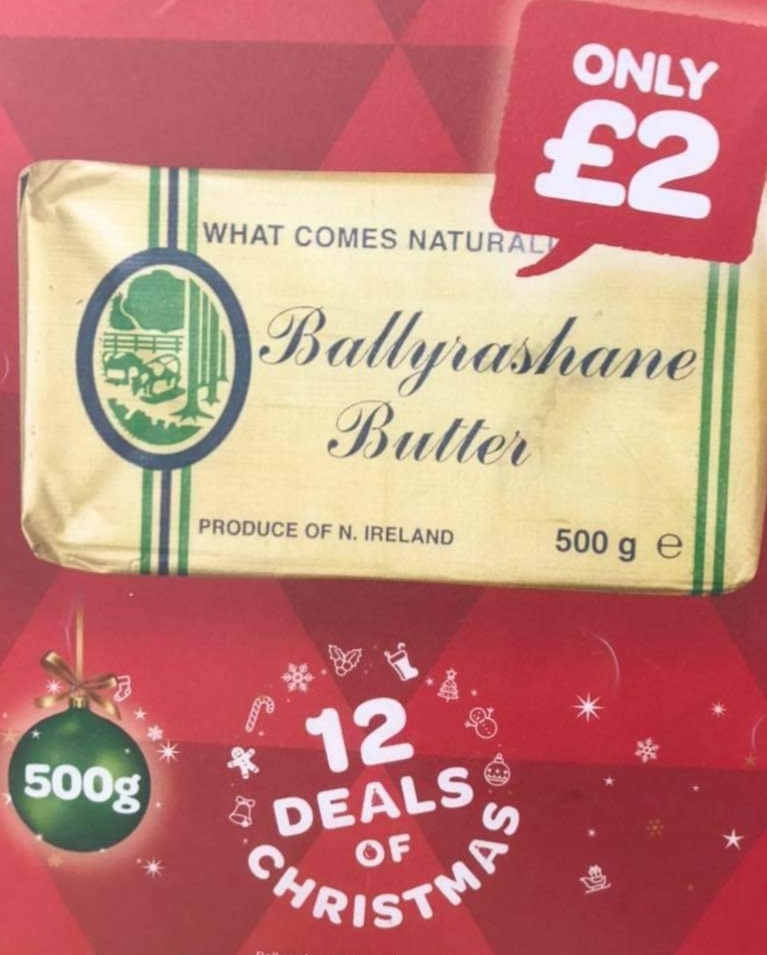 ONLY
£2
WHAT COMES NATURAL
Ballyrashane
Butter
PRODUCE OF N. IRELAND
500 g e
500g
12
DEALS
OF
CHRISTMAS